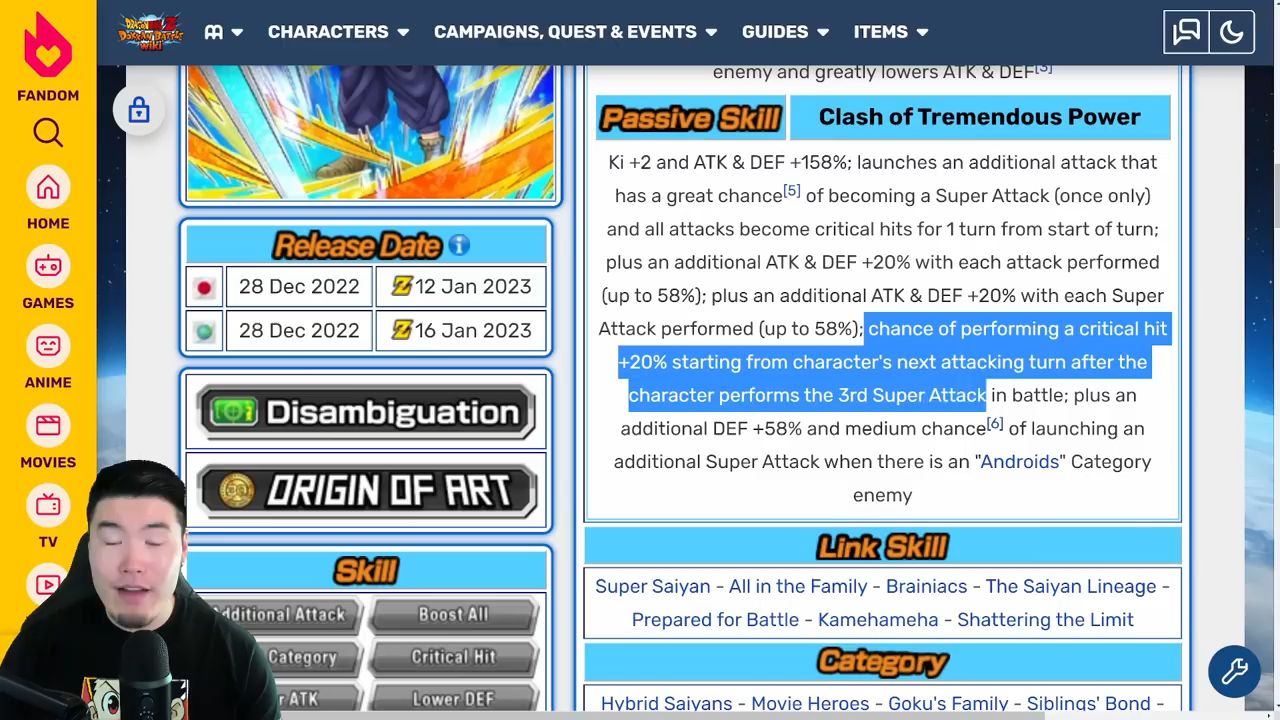 DRAGON BALL Z
DOKKAN BATTLE
WIKI
CHARACTERS
CAMPAIGNS, QUEST & EVENTS
GUIDES
ITEMS
FANDOM
HOME
GAMES
ANIME
MOVIES
TV
enemy and greatly lowers ATK & DEF[3]
Passive Skill
Clash of Tremendous Power
Ki +2 and ATK & DEF +158%; launches an additional attack that
has a great chance[5] of becoming a Super Attack (once only)
and all attacks become critical hits for 1 turn from start of turn;
plus an additional ATK & DEF +20% with each attack performed
(up to 58%); plus an additional ATK & DEF +20% with each Super
Attack performed (up to 58%); chance of performing a critical hit
+20% starting from character's next attacking turn after the
character performs the 3rd Super Attack in battle; plus an
additional DEF +58% and medium chance[6] of launching an
additional Super Attack when there is an "Androids" Category
enemy
Release Date
28 Dec 2022
Z 12 Jan 2023
28 Dec 2022
Z 16 Jan 2023
Disambiguation
ORIGIN OF ART
Skill
dditional Attack
Boost All
Category
Critical Hit
ATK
Lower DEF
Link Skill
Super Saiyan - All in the Family - Brainiacs - The Saiyan Lineage -
Prepared for Battle - Kamehameha - Shattering the Limit
Category
Hybrid Saiyans - Movie Heroes - Goku's Family - Siblings' Bond -